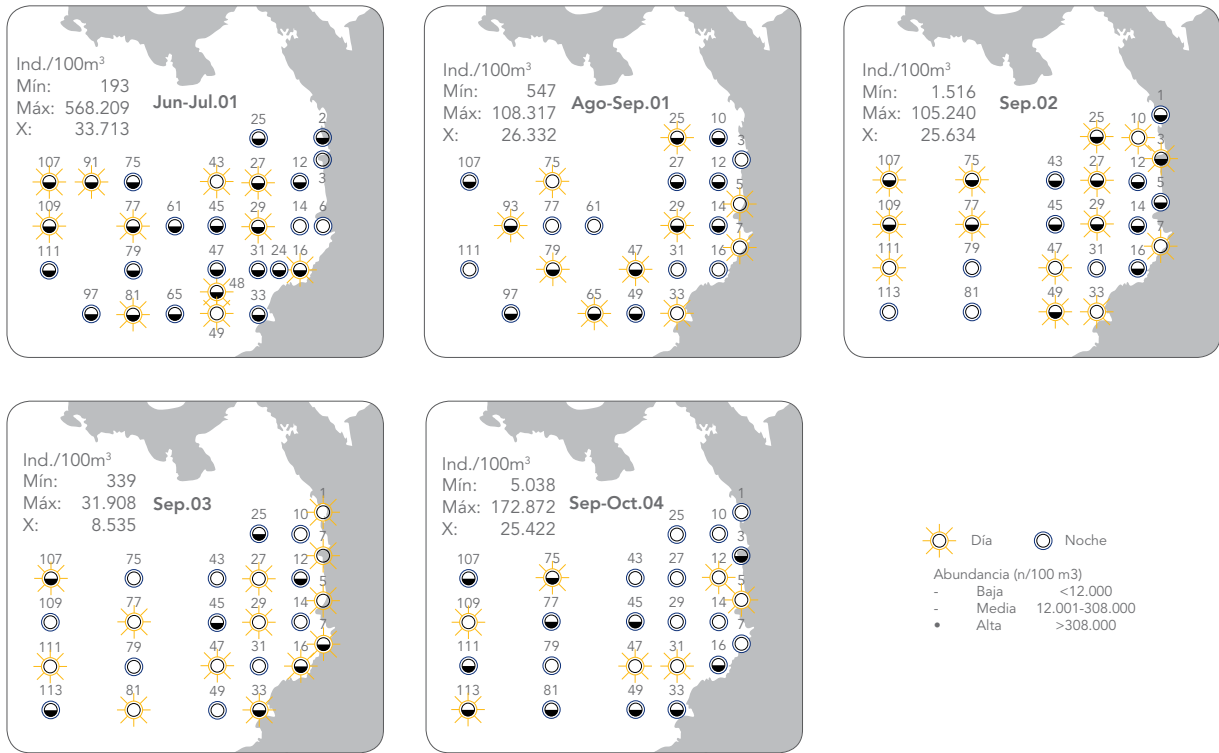 Ind./100m³
Mín: 193
Máx: 568.209
X: 33.713
Jun-Jul.01
25 2
107 91 75 43 27 12 3
109 77 61 45 29 14 6
111 79 47 31 24 16
48
97 81 65 33
49
Ind./100m³
Mín: 547
Máx: 108.317
X: 26.332
Ago-Sep.01
25 10
3
107 75 27 12
5
93 77 61 29 14
7
111 79 47 31 16
97 65 49 33
Ind./100m³
Mín: 1.516
Máx: 105.240
X: 25.634
Sep.02
1
25 10
3
107 75 43 27 12
5
109 77 45 29 14
7
111 79 47 31 16
113 81 49 33
Ind./100m³
Mín: 339
Máx: 31.908
X: 8.535
Sep.03
1
25 10
7
107 75 43 27 12
5
109 77 45 29 14
7
111 79 47 31 16
113 81 49 33
Ind./100m³
Mín: 5.038
Máx: 172.872
X: 25.422
Sep-Oct.04
1
25 10
3
107 75 43 27 12
5
109 77 45 29 14
7
111 79 47 31 16
113 81 49 33
Día Noche
Abundancia (n/100 m3)
- Baja <12.000
- Media 12.001-308.000
• Alta >308.000